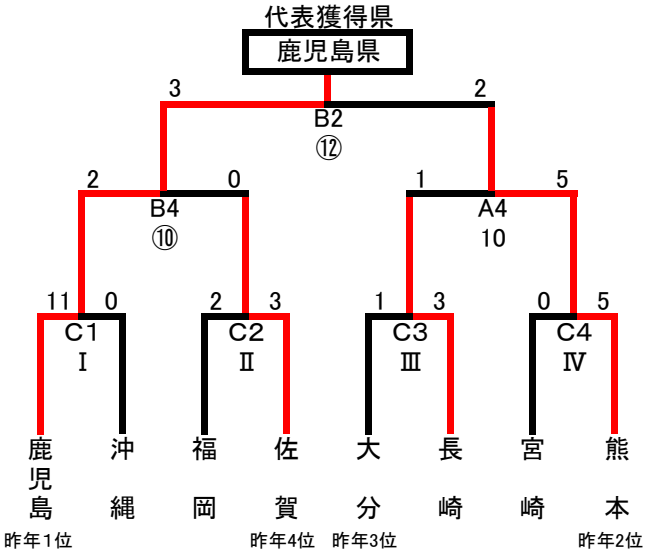 代表獲得県
鹿児島県
3 2
B2
⑫
2 0 1 5
B4 A4
⑩ 10
11 0 2 3 1 3 0 5
C1 C2 C3 C4
Ⅰ Ⅱ Ⅲ Ⅳ
鹿児島 沖縄 福岡 佐賀 大分 長崎 宮崎 熊本
昨年1位 昨年4位 昨年3位 昨年2位